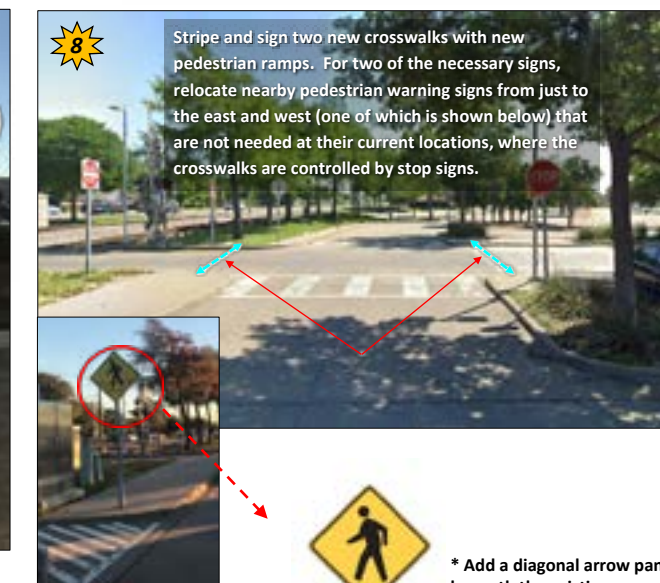 8
Stripe and sign two new crosswalks with new
pedestrian ramps.  For two of the necessary signs,
relocate nearby pedestrian warning signs from just to
the east and west (one of which is shown below) that
are not needed at their current locations, where the
crosswalks are controlled by stop signs.
STOP
* Add a diagonal arrow